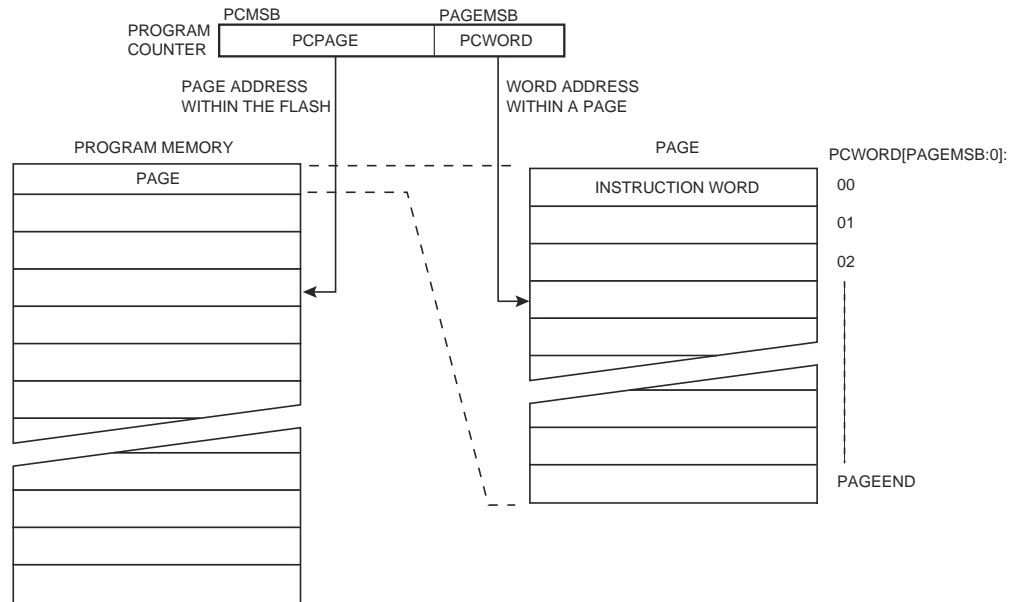 PCMSB PAGEMSB
PROGRAM
COUNTER
PCPAGE PCWORD
PAGE ADDRESS
WITHIN THE FLASH
WORD ADDRESS
WITHIN A PAGE
PROGRAM MEMORY
PAGE
PAGE
INSTRUCTION WORD
PCWORD[PAGEMSB:0]:
00
01
02
PAGEEND